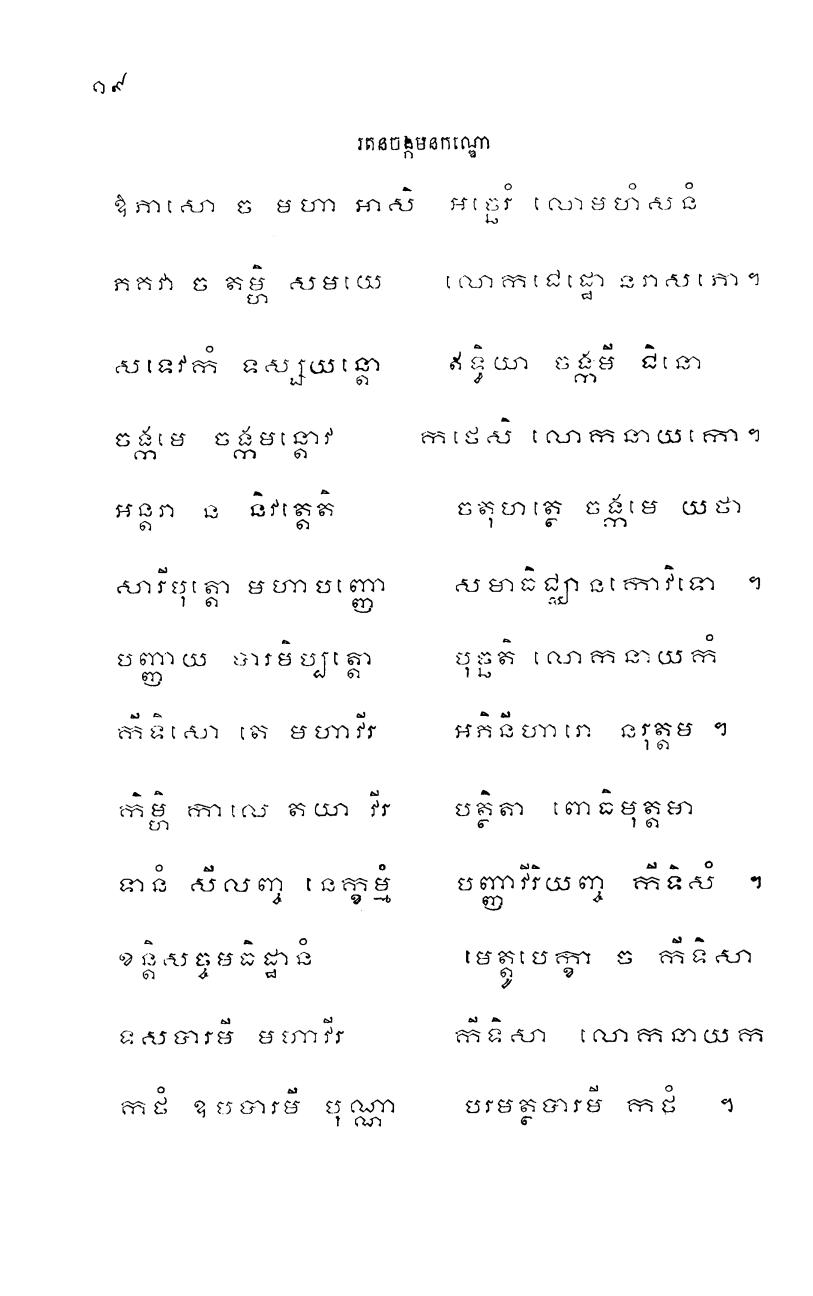 ១៩
រតនចង្កមនកណ្ឌោ
ឱភាសោ ច មហា អាសិ អច្ឆេរំ លោមហំសនំ
ភគវា ច តម្ហិ សមយេ លោកជេដ្ឋោ នរាសភោ ។
សទេវកំ ទស្សយន្តោ ឥទ្ធិយា ចង្កមី ជិនោ
ចង្កមេ ចង្កមន្តោវ កថេសិ លោកនាយកោ ។
អន្តរា ន និវត្តេតិ ចតុហត្ថេ ចង្កមេ យថា
សារីបុត្តោ មហាបញ្ញោ សមាធិជ្ឈានកោវិទោ ។
បញ្ញាយ បារមិប្បត្តោ បុច្ឆតិ លោកនាយកំ
កីទិសោ តេ មហាវីរ អភិនីហារោ នរុត្តម ។
កិម្ហិ កាលេ តយា វីរ បត្ថិតា ពោធិមុត្តមា
ទានំ សីលញ្ច នេក្ខម្មំ បញ្ញាវីរិយញ្ច កីទិសំ ។
ខន្តិសច្ចមធិដ្ឋានំ មេត្តូបេក្ខា ច កីទិសា
ទសបារមី មហាវីរ កីទិសា លោកនាយក
កថំ ឧបបារមី បុណ្ណា បរមត្ថបារមី កថំ ។